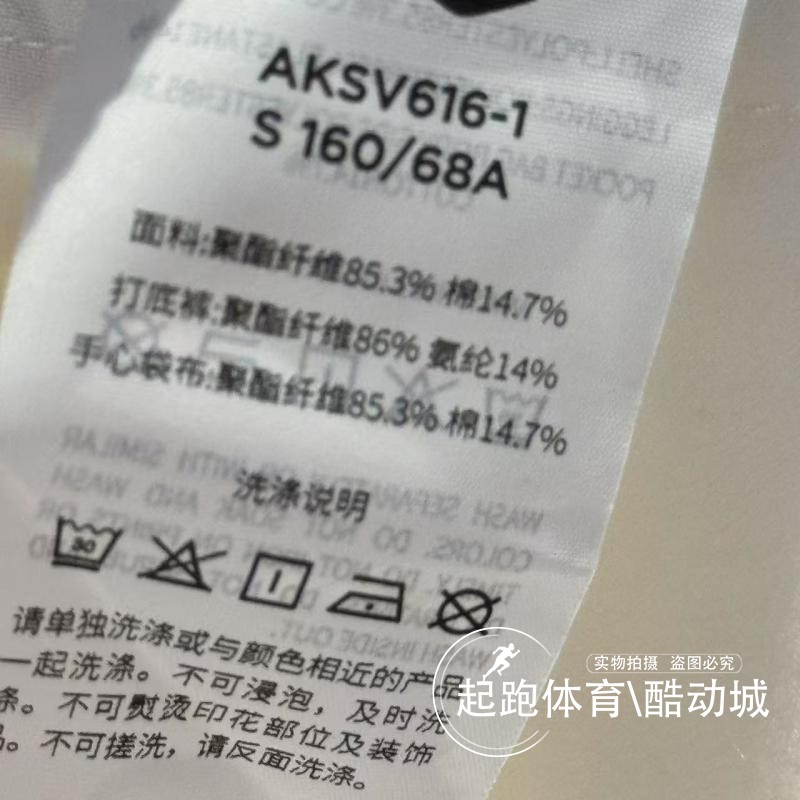 AKSV616-1
S 160/68A
面料:聚酯纤维85.3% 棉14.7%
打底裤:聚酯纤维86% 氨纶14%
手心袋布:聚酯纤维85.3% 棉14.7%
洗涤说明
30
请单独洗涤或与颜色相近的产品
一起洗涤。不可浸泡，及时洗
涤。不可熨烫印花部位及装饰
品。不可搓洗，请反面洗涤。
实物拍摄 盗图必究
起跑体育\酷动城